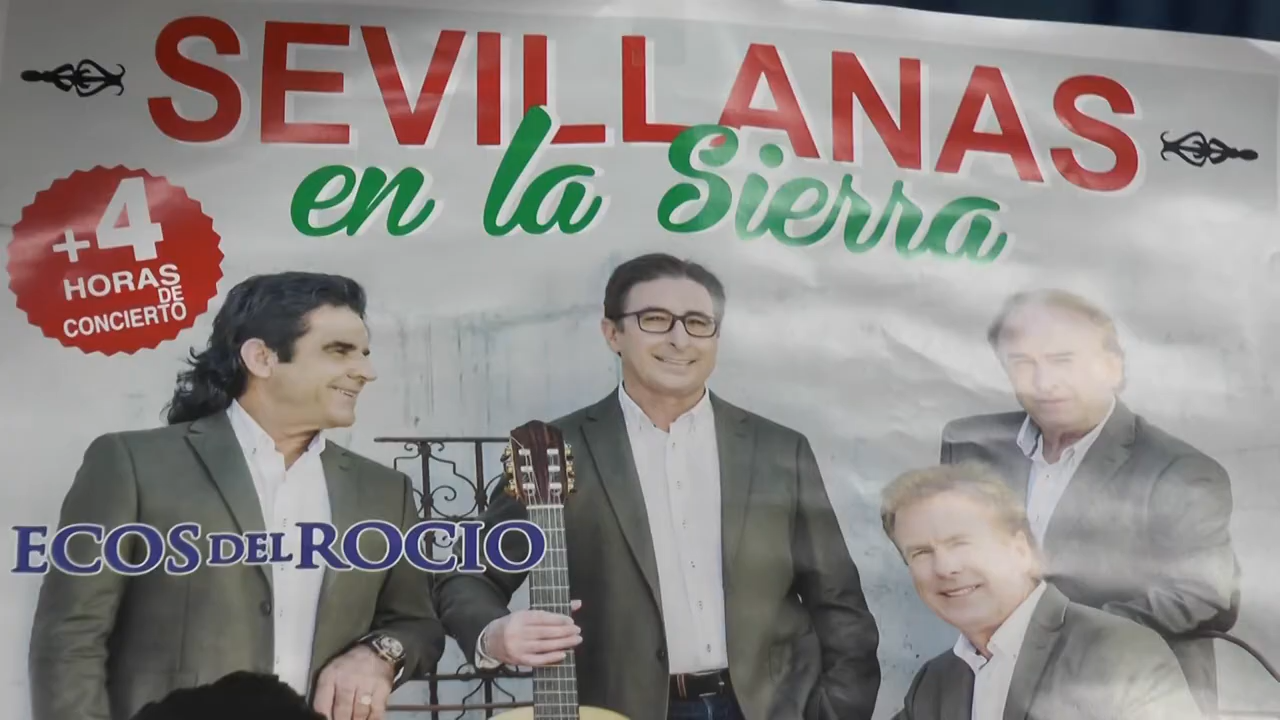 SEVILLANAS
en la Sierra
+4
HORAS
DE
CONCIERTO
ECOS DEL ROCIO